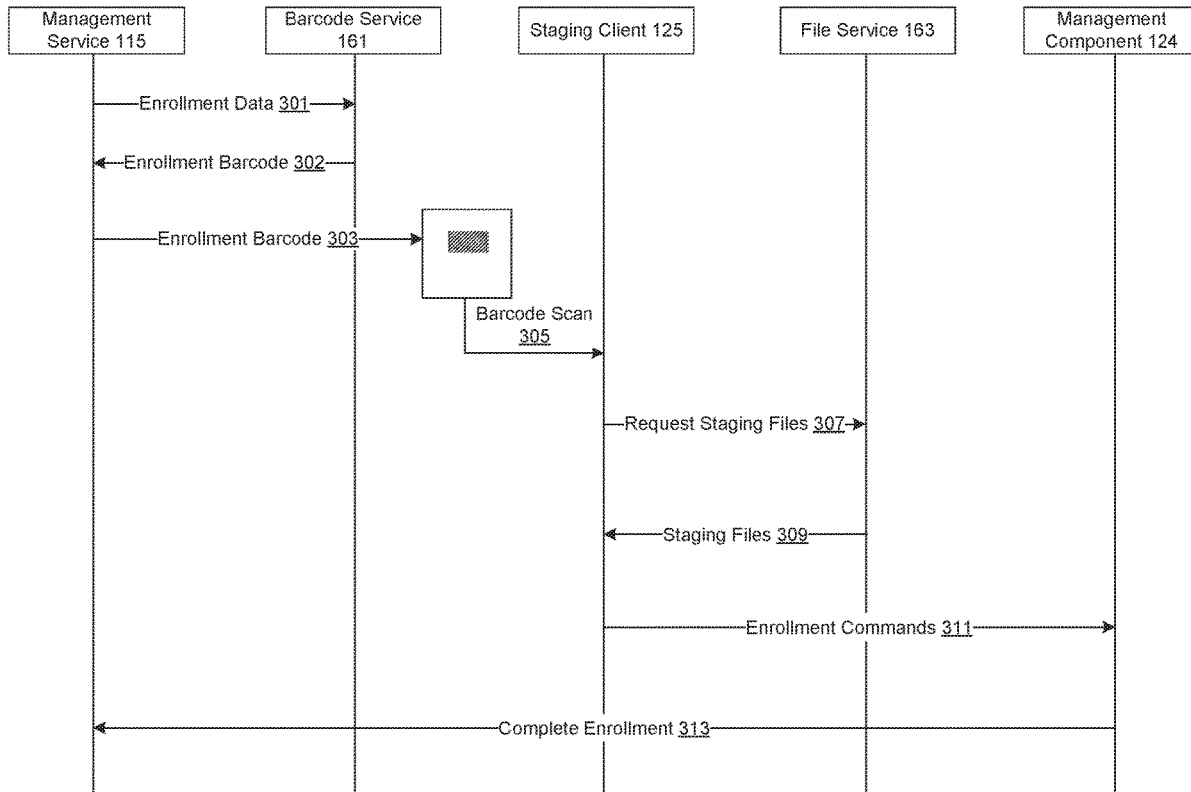 Management
Service 115
Barcode Service
161
Staging Client 125
File Service 163
Management
Component 124
Enrollment Data 301
Enrollment Barcode 302
Enrollment Barcode 303
Barcode Scan
305
Request Staging Files 307
Staging Files 309
Enrollment Commands 311
Complete Enrollment 313